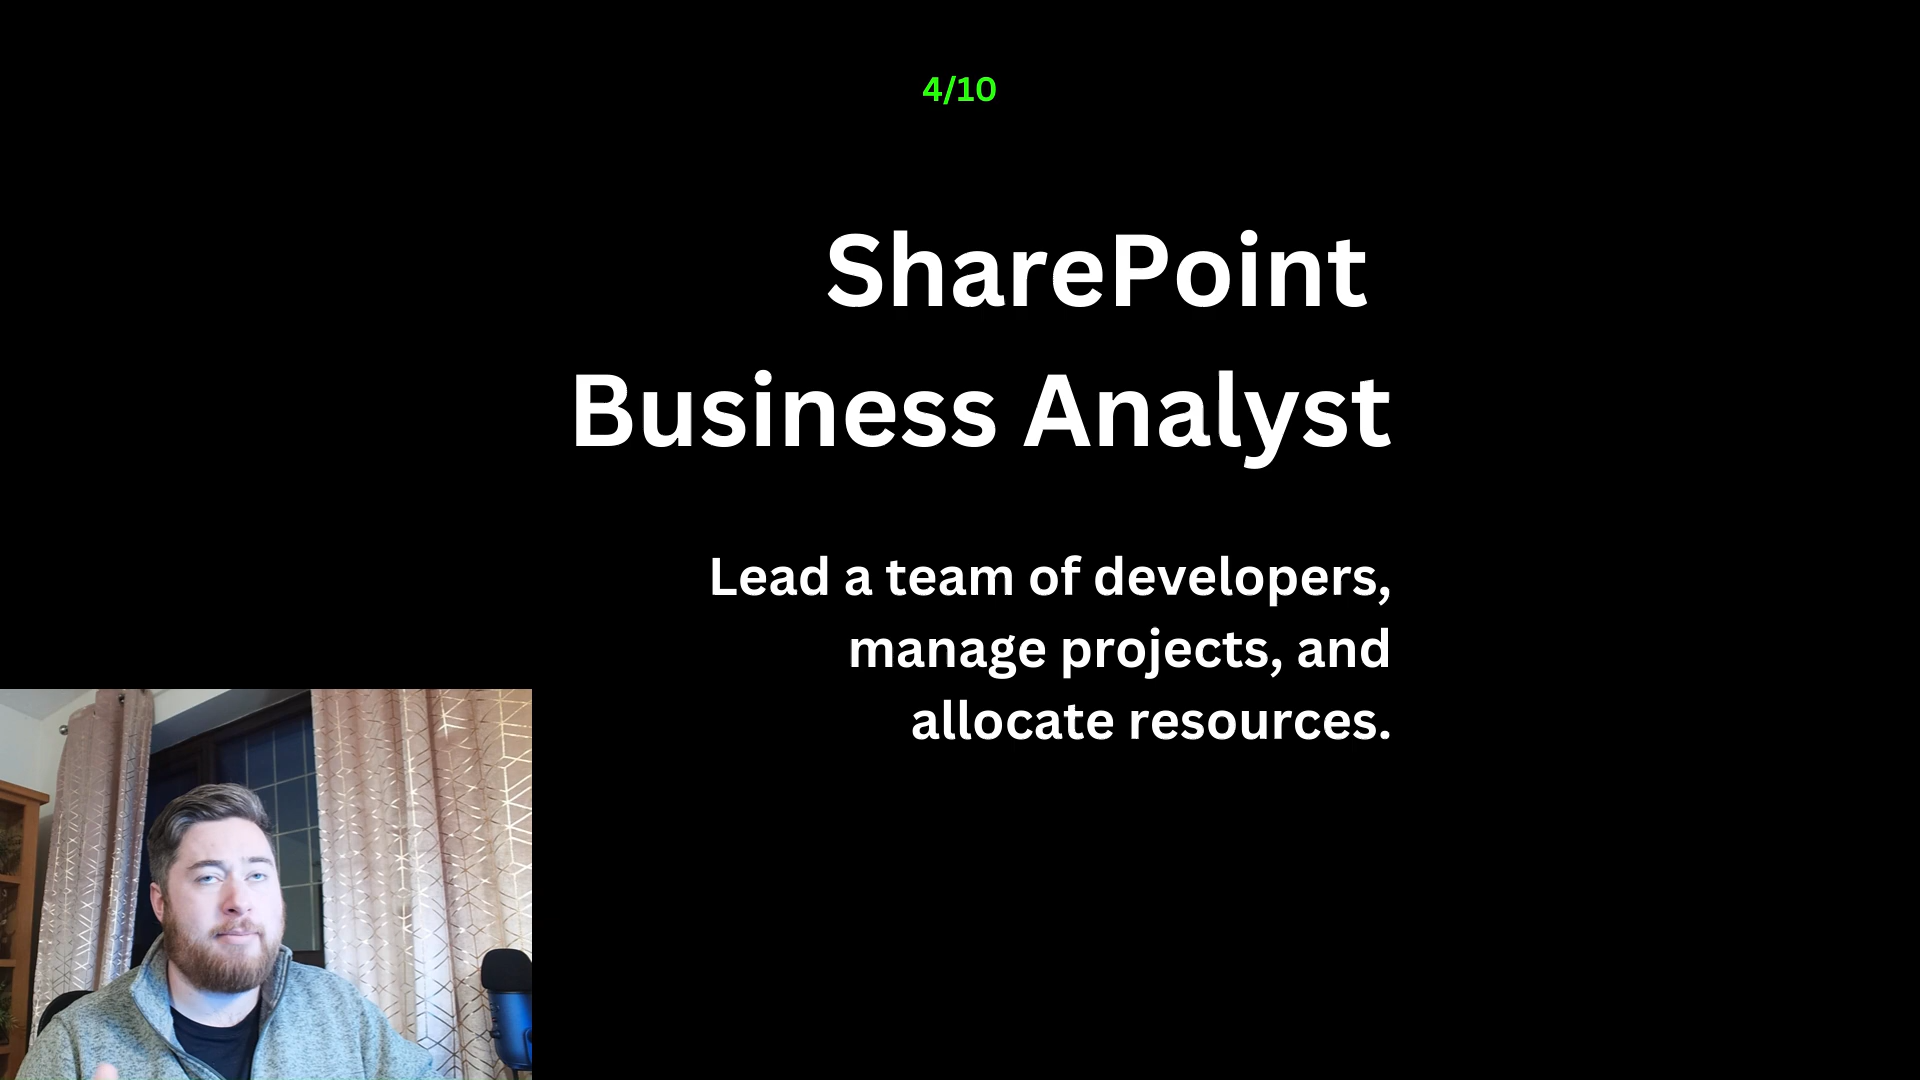 4/10
SharePoint
Business Analyst
Lead a team of developers,
manage projects, and
allocate resources.